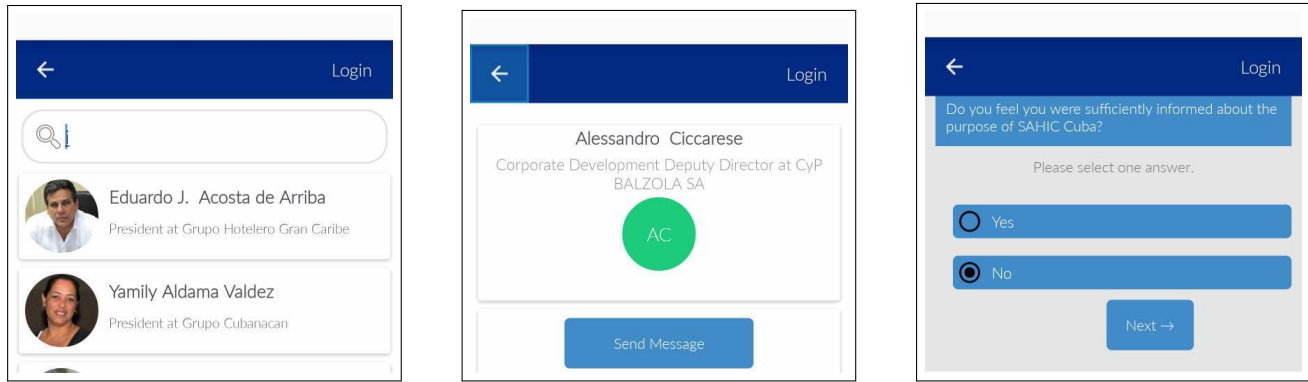 Login
i
Eduardo J. Acosta de Arriba
President at Grupo Hotelero Gran Caribe
Yamily Aldama Valdez
President at Grupo Cubanacan
Login
Alessandro Ciccarese
Corporate Development Deputy Director at CyP
BALZOLA SA
AC
Send Message
Login
Do you feel you were sufficiently informed about the
purpose of SAHIC Cuba?
Please select one answer.
Yes
No
Next →